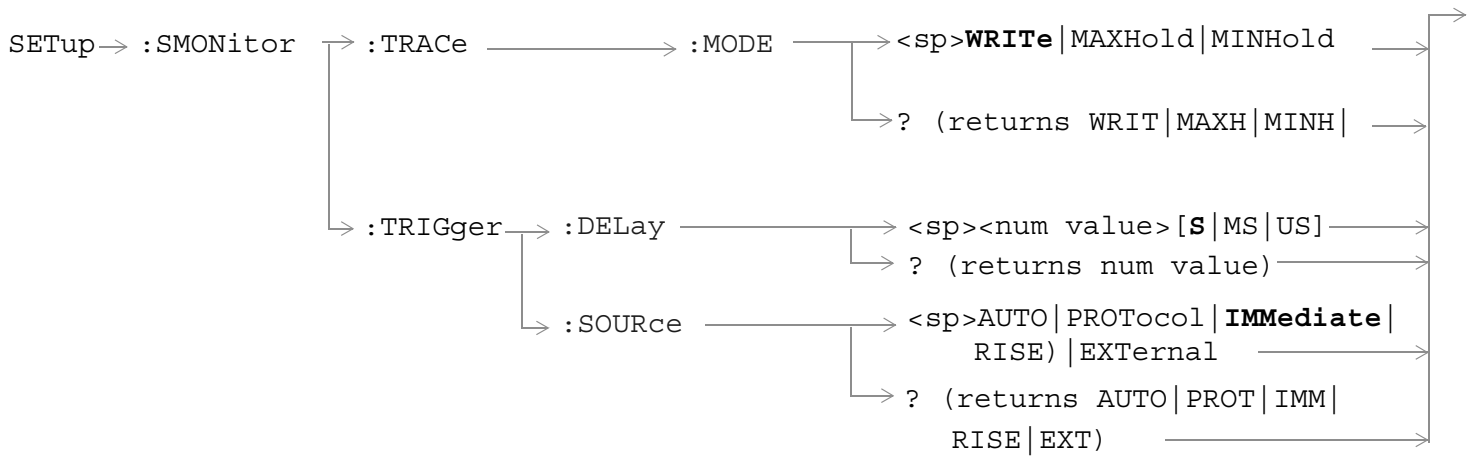 SETup :SMONitor :TRACe :MODE <sp>WRITe|MAXHold|MINHold
? (returns WRIT|MAXH|MINH|
:TRIGger :DELay <sp><num value>[S|MS|US]
? (returns num value)
:SOURce <sp>AUTO|PROTocol|IMMediate|
RISE)|EXTernal
? (returns AUTO|PROT|IMM|
RISE|EXT)